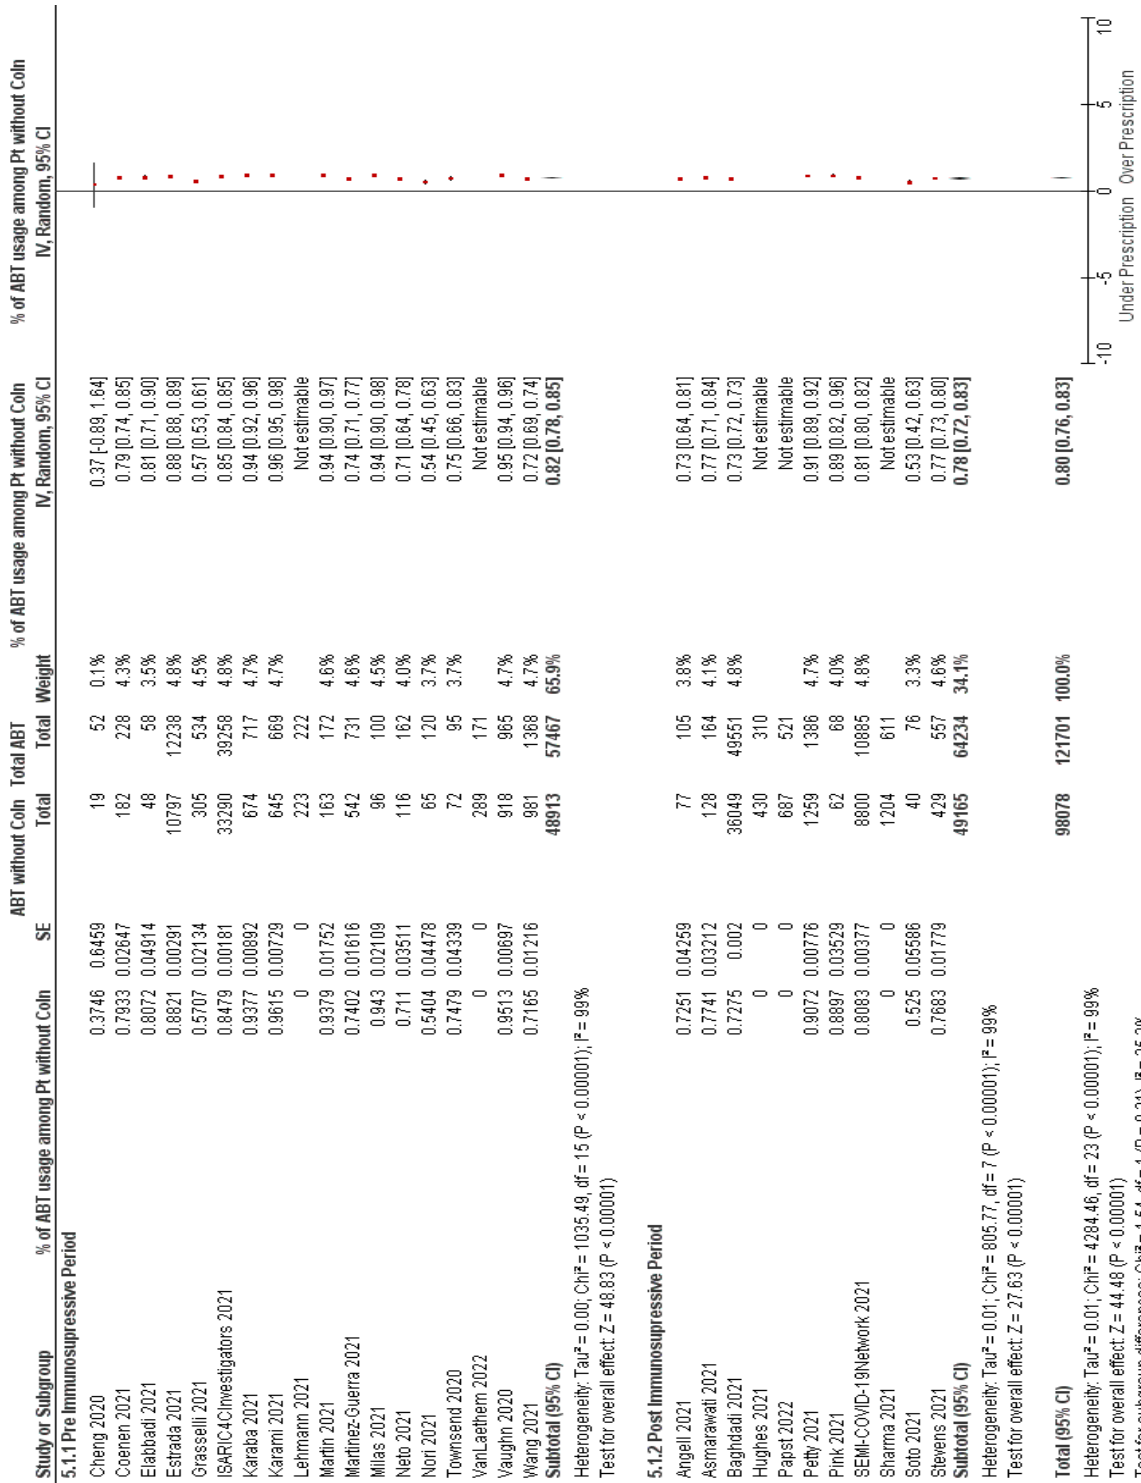 ABT without CoIn Total ABT % of ABT usage among Pt without CoIn % of ABT usage among Pt without CoIn
Study or Subgroup % of ABT usage among Pt without CoIn SE Total Total Weight IV, Random, 95% CI IV, Random, 95% CI
5.1.1 Pre Immunosupressive Period
Cheng 2020 0.3746 0.6459 19 52 0.1% 0.37 [-0.89, 1.64]
Coenen 2021 0.7933 0.02647 182 228 4.3% 0.79 [0.74, 0.85]
Elabbadi 2021 0.8072 0.04914 48 58 3.5% 0.81 [0.71, 0.90]
Estrada 2021 0.8821 0.00291 10797 12238 4.8% 0.88 [0.88, 0.89]
Grasselli 2021 0.5707 0.02134 305 534 4.5% 0.57 [0.53, 0.61]
ISARIC4CInvestigators 2021 0.8479 0.00181 33290 39258 4.8% 0.85 [0.84, 0.85]
Karaba 2021 0.9377 0.00892 674 717 4.7% 0.94 [0.92, 0.96]
Karami 2021 0.9615 0.00729 645 669 4.7% 0.96 [0.95, 0.98]
Lehrmann 2021 0 0 223 222 Not estimable
Martin 2021 0.9379 0.01752 163 172 4.6% 0.94 [0.90, 0.97]
Martinez-Guerra 2021 0.7402 0.01616 542 731 4.6% 0.74 [0.71, 0.77]
Milas 2021 0.943 0.02109 96 100 4.5% 0.94 [0.90, 0.98]
Neto 2021 0.711 0.03511 116 162 4.0% 0.71 [0.64, 0.78]
Nori 2021 0.5404 0.04478 65 120 3.7% 0.54 [0.45, 0.63]
Townsend 2020 0.7479 0.04339 72 95 3.7% 0.75 [0.66, 0.83]
VanLaethern 2022 0 0 289 171 Not estimable
Vaughn 2020 0.9513 0.00697 918 965 4.7% 0.95 [0.94, 0.96]
Wang 2021 0.7165 0.01216 981 1368 4.7% 0.72 [0.69, 0.74]
Subtotal (95% CI) 48913 57467 65.9% 0.82 [0.78, 0.85]
Heterogeneity: Tau² = 0.00; Chi² = 1035.49, df = 15 (P < 0.00001); I² = 99%
Test for overall effect: Z = 48.83 (P < 0.00001)
5.1.2 Post Immunosupressive Period
Angell 2021 0.7251 0.04259 77 105 3.8% 0.73 [0.64, 0.81]
Asmarawati 2021 0.7741 0.03212 128 164 4.1% 0.77 [0.71, 0.84]
Baghdadi 2021 0.7275 0.002 36049 49551 4.8% 0.73 [0.72, 0.73]
Hughes 2021 0 0 430 310 Not estimable
Papst 2022 0 0 687 521 Not estimable
Petty 2021 0.9072 0.00776 1259 1386 4.7% 0.91 [0.89, 0.92]
Pink 2021 0.8897 0.03529 62 68 4.0% 0.89 [0.82, 0.96]
SEMI-COVID-19Network 2021 0.8083 0.00377 8800 10885 4.8% 0.81 [0.80, 0.82]
Sharma 2021 0 0 1204 611 Not estimable
Soto 2021 0.525 0.05586 40 76 3.3% 0.53 [0.42, 0.63]
Stevens 2021 0.7683 0.01779 429 557 4.6% 0.77 [0.73, 0.80]
Subtotal (95% CI) 49165 64234 34.1% 0.78 [0.72, 0.83]
Heterogeneity: Tau² = 0.01; Chi² = 805.77, df = 7 (P < 0.00001); I² = 99%
Test for overall effect: Z = 27.63 (P < 0.00001)
Total (95% CI) 98078 121701 100.0% 0.80 [0.76, 0.83]
Heterogeneity: Tau² = 0.01; Chi² = 4284.46, df = 23 (P < 0.00001); I² = 99%
Test for overall effect: Z = 44.48 (P < 0.00001)
for subgroup differences: Chi² = 1.54, df = 1 (P = 0.21), I² = 35.2%
-10 -5 0 5 10
Under Prescription Over Prescription